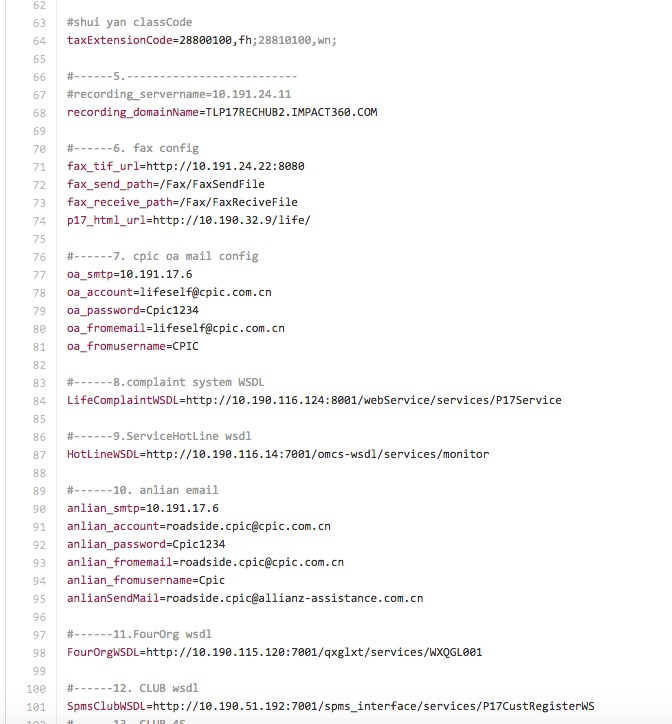 62
63 #shui yan classCode
64 taxExtensionCode=28800100,fh;28810100,wn;
65
66 #------5.--------------------------
67 #recording_servername=10.191.24.11
68 recording_domainName=TLP17RECHUB2.IMPACT360.COM
69
70 #------6. fax config
71 fax_tif_url=http://10.191.24.22:8080
72 fax_send_path=/Fax/FaxSendFile
73 fax_receive_path=/Fax/FaxReciveFile
74 p17_html_url=http://10.190.32.9/life/
75
76 #------7. cpic oa mail config
77 oa_smtp=10.191.17.6
78 oa_account=lifeself@cpic.com.cn
79 oa_password=Cpic1234
80 oa_fromemail=lifeself@cpic.com.cn
81 oa_fromusername=CPIC
82
83 #------8.complaint system WSDL
84 LifeComplaintWSDL=http://10.190.116.124:8001/webService/services/P17Service
85
86 #------9.ServiceHotLine wsdl
87 HotLineWSDL=http://10.190.116.14:7001/omcs-wsdl/services/monitor
88
89 #------10. anlian email
90 anlian_smtp=10.191.17.6
91 anlian_account=roadside.cpic@cpic.com.cn
92 anlian_password=Cpic1234
93 anlian_fromemail=roadside.cpic@cpic.com.cn
94 anlian_fromusername=Cpic
95 anlianSendMail=roadside.cpic@allianz-assistance.com.cn
96
97 #------11.FourOrg wsdl
98 FourOrgWSDL=http://10.190.115.120:7001/qxglxt/services/WXQGL001
99
100 #------12. CLUB wsdl
101 SpmsClubWSDL=http://10.190.51.192:7001/spms_interface/services/P17CustRegisterWS
102 #------13. CLUB 4S